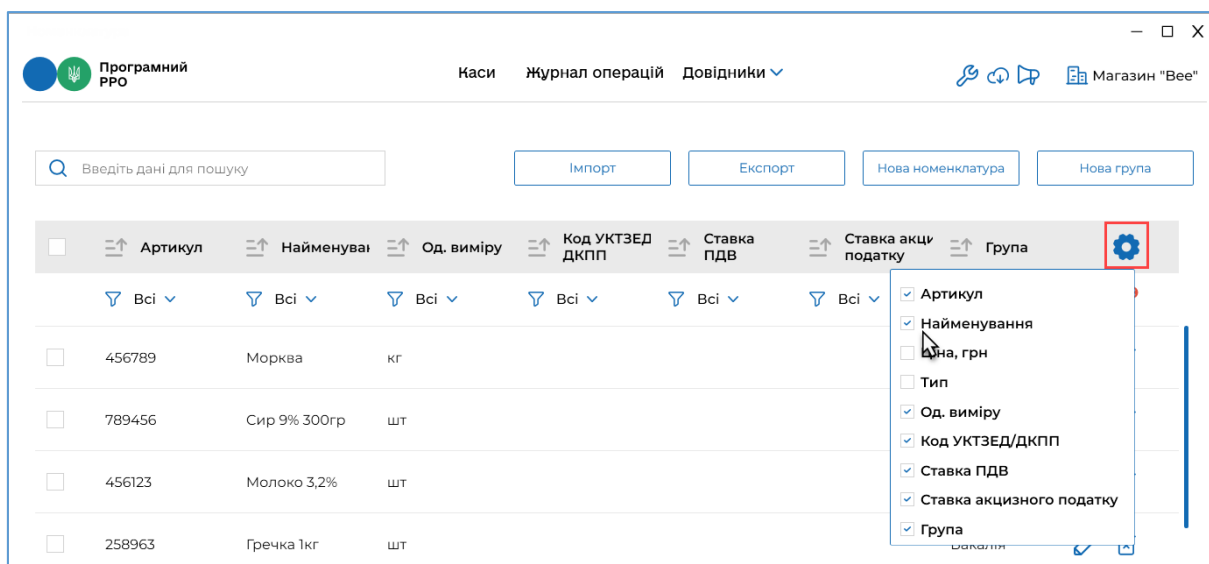 Програмний
РРО
Каси Журнал операцій Довідники Магазин "Bee"
Введіть дані для пошуку Імпорт Експорт Нова номенклатура Нова група
Артикул Найменуван Од. виміру Код УКТЗЕД ДКПП Ставка ПДВ Ставка акци податку Група
Всі Всі Всі Всі Всі Всі
Артикул
Найменування
на, грн
Тип
Од. виміру
Код УКТЗЕД/ДКПП
Ставка ПДВ
Ставка акцизного податку
Група
456789 Морква кг
789456 Сир 9% 300гр шт
456123 Молоко 3,2% шт
258963 Гречка 1кг шт Бакалія